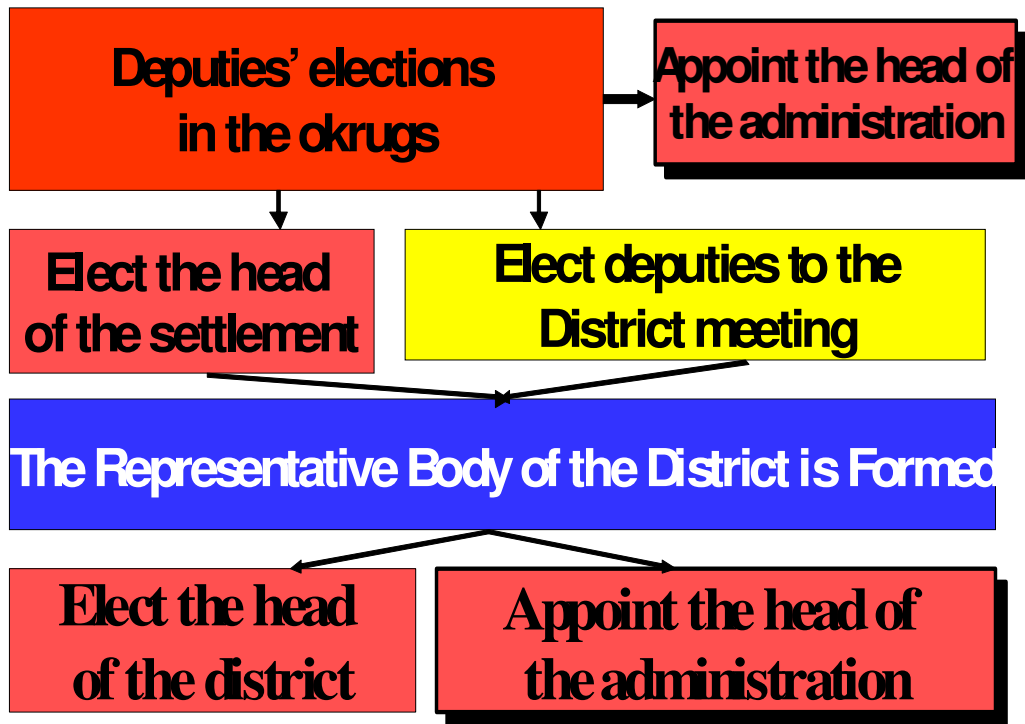 Deputies’ elections
in the okrugs
Appoint the head of
the administration
Elect the head
of the settlement
Elect deputies to the
District meeting
The Representative Body of the District is Formed
Elect the head
of the district
Appoint the head of
the administration